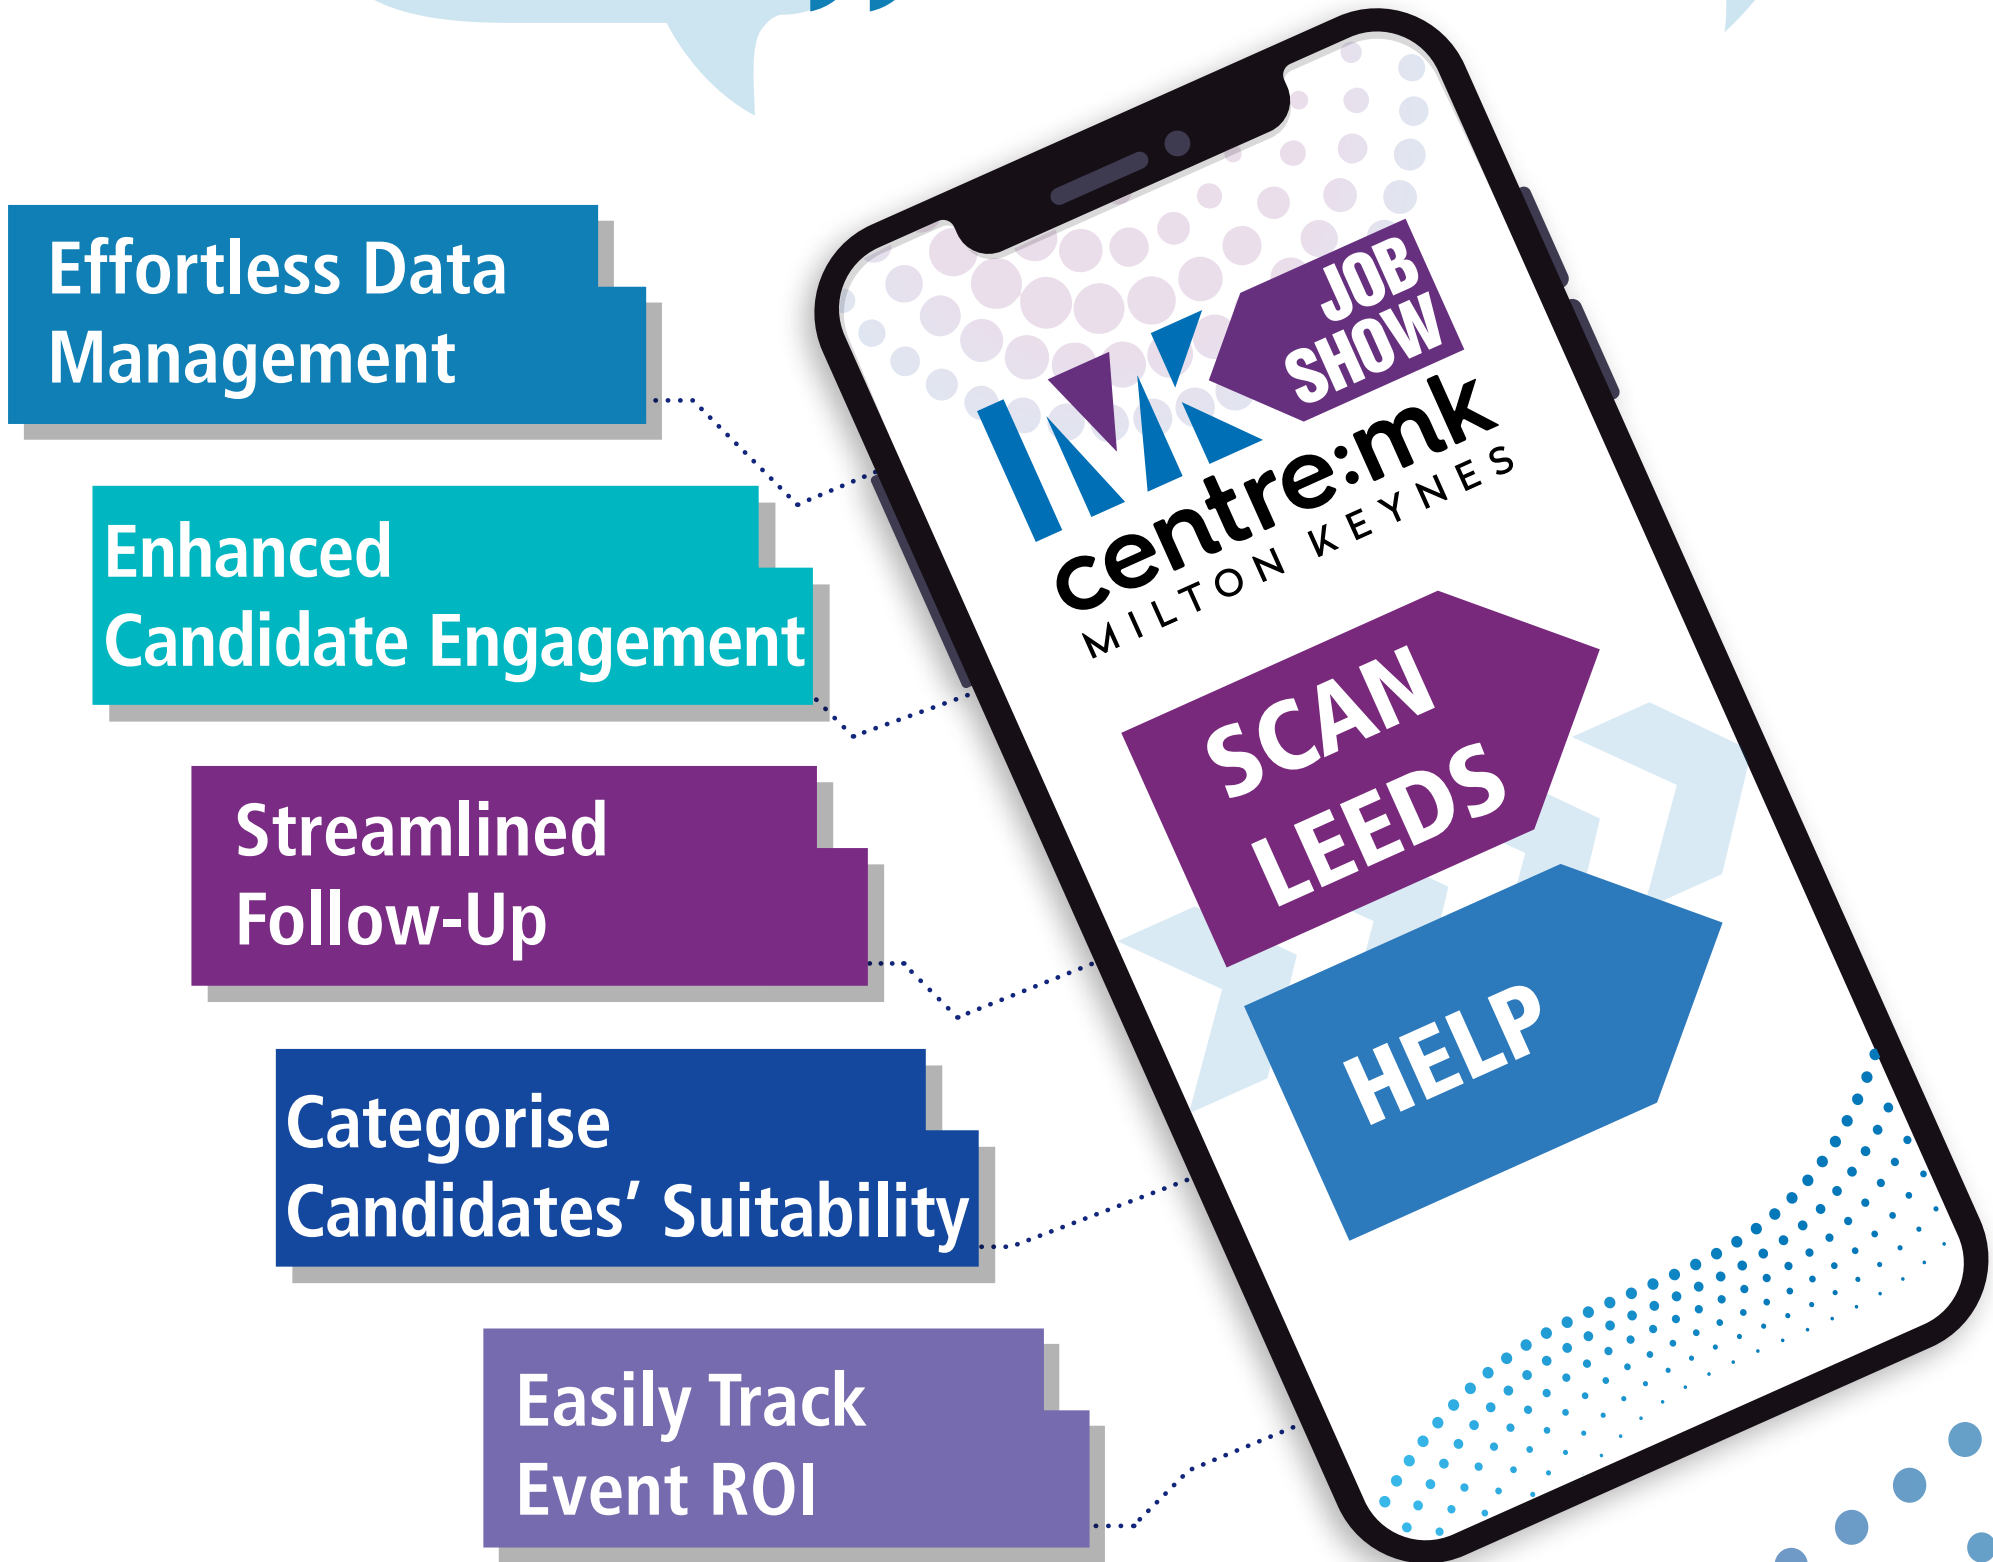 Effortless Data
Management
Enhanced
Candidate Engagement
Streamlined
Follow-Up
Categorise
Candidates’ Suitability
Easily Track
Event ROI
MK
JOB
SHOW
centre:mk
MILTON KEYNES
SCAN
LEEDS
HELP